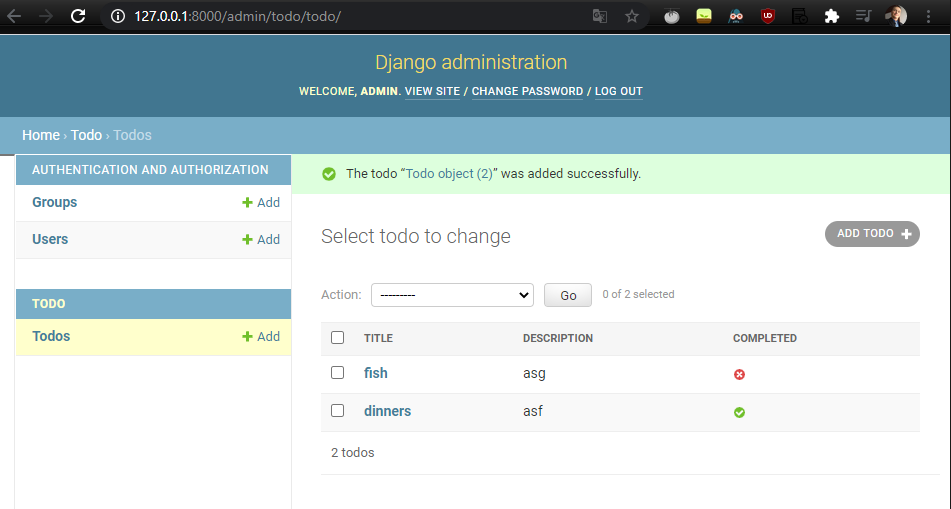 127.0.0.1:8000/admin/todo/todo/
Django administration
WELCOME, ADMIN. VIEW SITE / CHANGE PASSWORD / LOG OUT
Home › Todo › Todos
AUTHENTICATION AND AUTHORIZATION
Groups
Add
Users
Add
TODO
Todos
Add
The todo “Todo object (2)” was added successfully.
Select todo to change
ADD TODO
Action: --------- Go 0 of 2 selected
TITLE DESCRIPTION COMPLETED
fish asg
dinners asf
2 todos